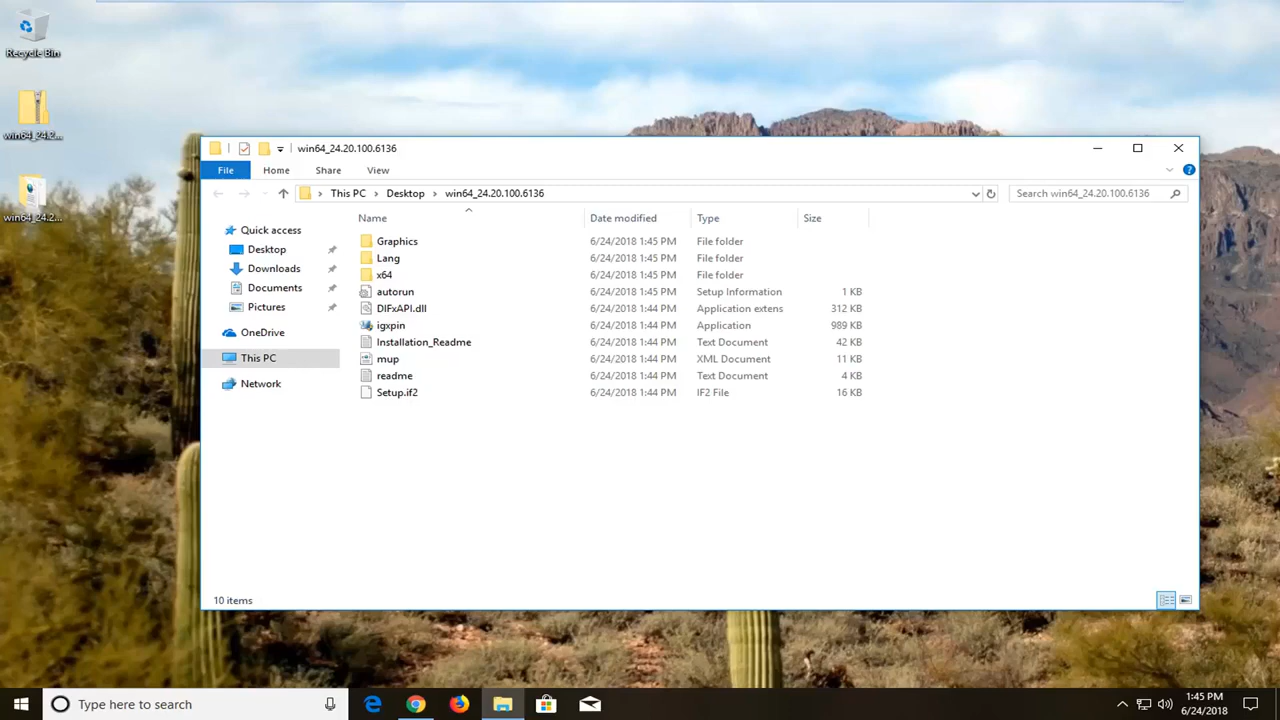 Recycle Bin
win64_24.2...
win64_24.2...
win64_24.20.100.6136
File Home Share View
This PC Desktop win64_24.20.100.6136 Search win64_24.20.100.6136
Name Date modified Type Size
Quick access
Desktop
Downloads
Documents
Pictures
OneDrive
This PC
Network
Graphics 6/24/2018 1:45 PM File folder
Lang 6/24/2018 1:45 PM File folder
x64 6/24/2018 1:45 PM File folder
autorun 6/24/2018 1:45 PM Setup Information 1 KB
DIFxAPI.dll 6/24/2018 1:44 PM Application extens 312 KB
igxpin 6/24/2018 1:44 PM Application 989 KB
Installation_Readme 6/24/2018 1:44 PM Text Document 42 KB
mup 6/24/2018 1:44 PM XML Document 11 KB
readme 6/24/2018 1:44 PM Text Document 4 KB
Setup.if2 6/24/2018 1:44 PM IF2 File 16 KB
10 items
Type here to search
1:45 PM
6/24/2018